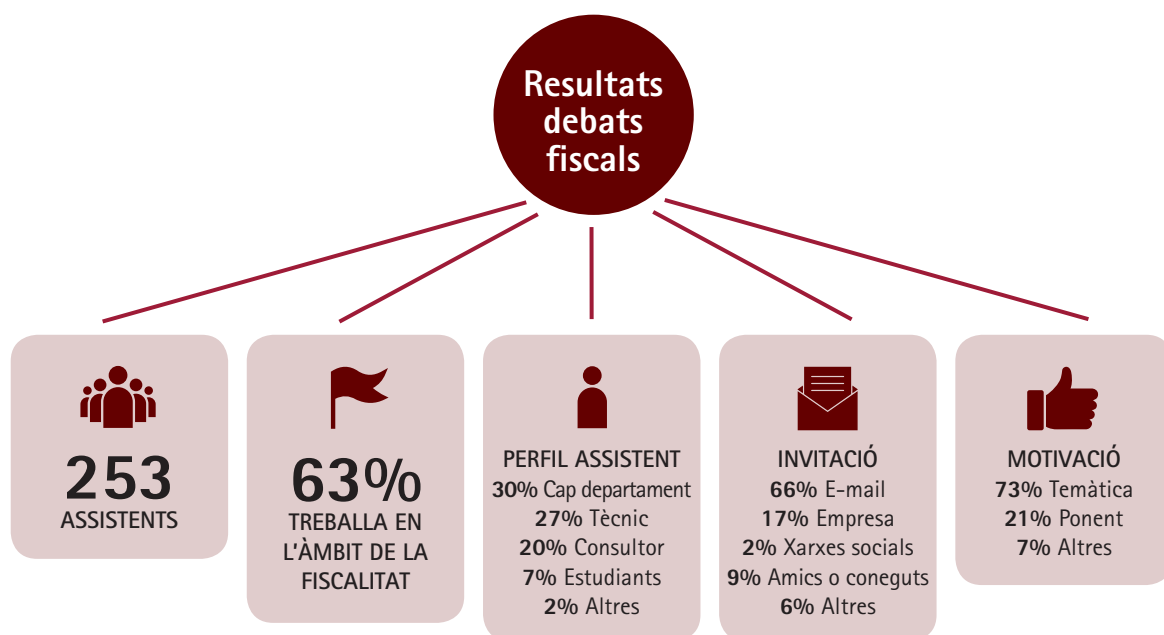 Resultats
debats
fiscals
253
ASSISTENTS
63%
TREBALLA EN
L'ÀMBIT DE LA
FISCALITAT
PERFIL ASSISTENT
30% Cap departament
27% Tècnic
20% Consultor
7% Estudiants
2% Altres
INVITACIÓ
66% E-mail
17% Empresa
2% Xarxes socials
9% Amics o coneguts
6% Altres
MOTIVACIÓ
73% Temàtica
21% Ponent
7% Altres